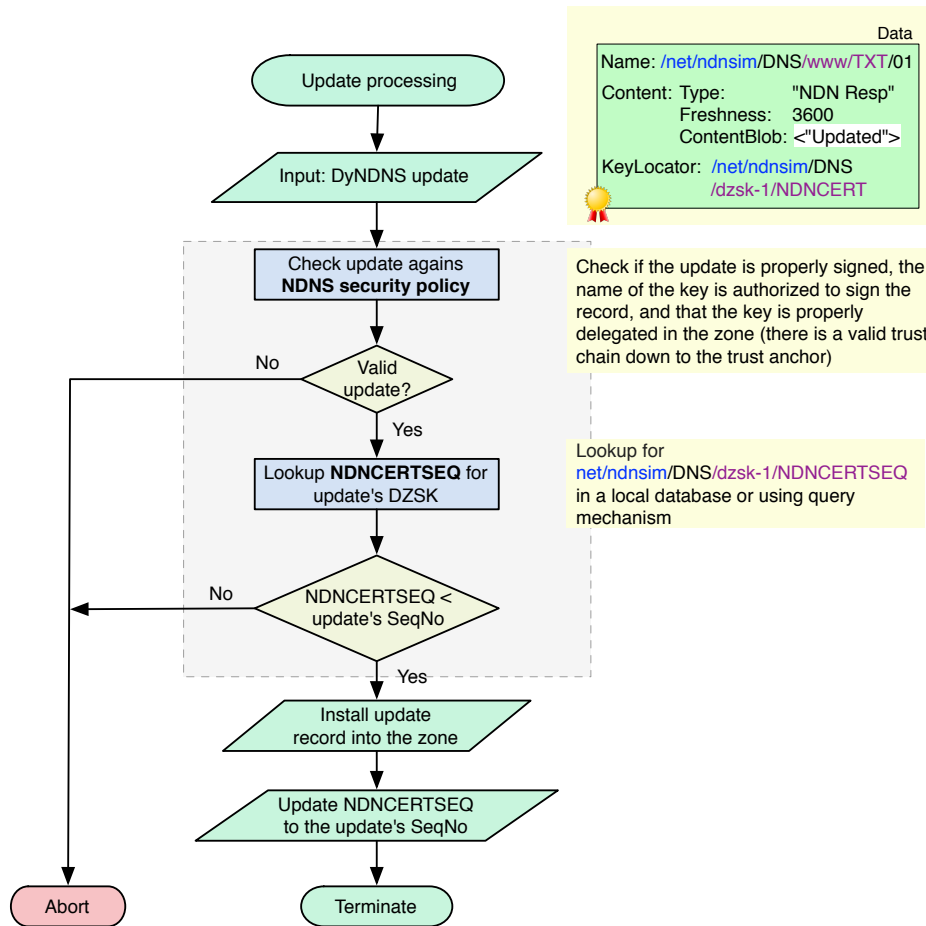 Update processing
Input: DyNDNS update
Check update agains
NDNS security policy
Valid
update?
No
Yes
Lookup NDNCERTSEQ for
update's DZSK
NDNCERTSEQ <
update's SeqNo
No
Yes
Install update
record into the zone
Update NDNCERTSEQ
to the update's SeqNo
Abort
Terminate
Data
Name: /net/ndnsim/DNS/www/TXT/01
Content: Type: "NDN Resp"
Freshness: 3600
ContentBlob: <"Updated">
KeyLocator: /net/ndnsim/DNS
/dzsk-1/NDNCERT
Check if the update is properly signed, the
name of the key is authorized to sign the
record, and that the key is properly
delegated in the zone (there is a valid trust
chain down to the trust anchor)
Lookup for
net/ndnsim/DNS/dzsk-1/NDNCERTSEQ
in a local database or using query
mechanism